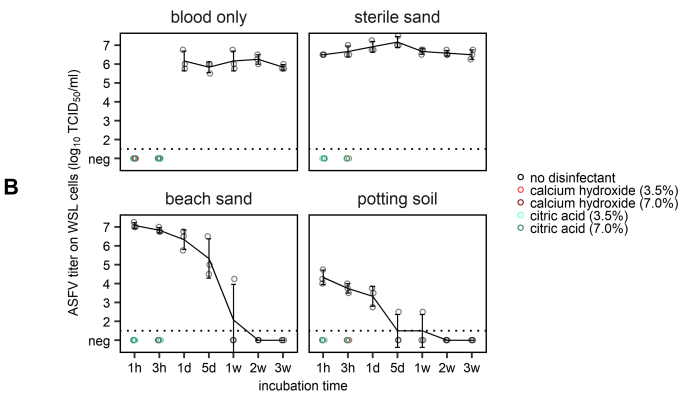 blood only
sterile sand
7
6
5
4
3
2
neg
B
ASFV titer on WSL cells (log10 TCID50/ml)
no disinfectant
calcium hydroxide (3.5%)
calcium hydroxide (7.0%)
citric acid (3.5%)
citric acid (7.0%)
beach sand
potting soil
7
6
5
4
3
2
neg
1h 3h 1d 5d 1w 2w 3w 1h 3h 1d 5d 1w 2w 3w
incubation time